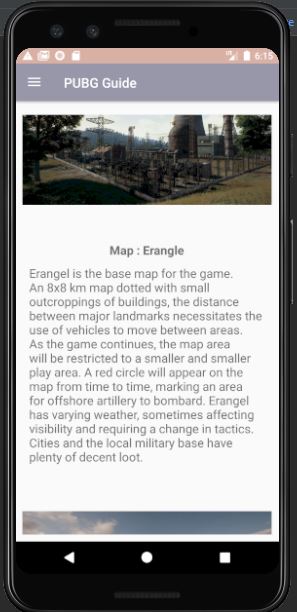 6:15
PUBG Guide
Map : Erangle
Erangel is the base map for the game.
An 8x8 km map dotted with small
outcroppings of buildings, the distance
between major landmarks necessitates the
use of vehicles to move between areas.
As the game continues, the map area
will be restricted to a smaller and smaller
play area. A red circle will appear on the
map from time to time, marking an area
for offshore artillery to bombard. Erangel
has varying weather, sometimes affecting
visibility and requiring a change in tactics.
Cities and the local military base have
plenty of decent loot.